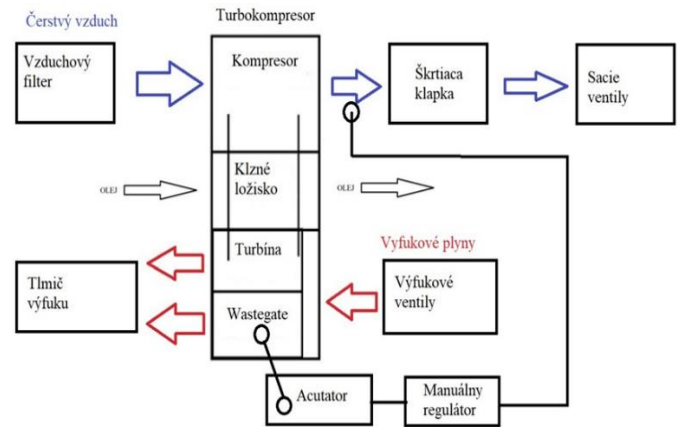 Čerstvý vzduch
Turbokompresor
Vzduchový
filter
Kompresor
Škrtiaca
klapka
Sacie
ventily
OLEJ
Klzné
ložisko
OLEJ
Turbína
Vyfukové plyny
Tlmič
výfuku
Výfukové
ventily
Wastegate
Acutator
Manuálny
regulátor